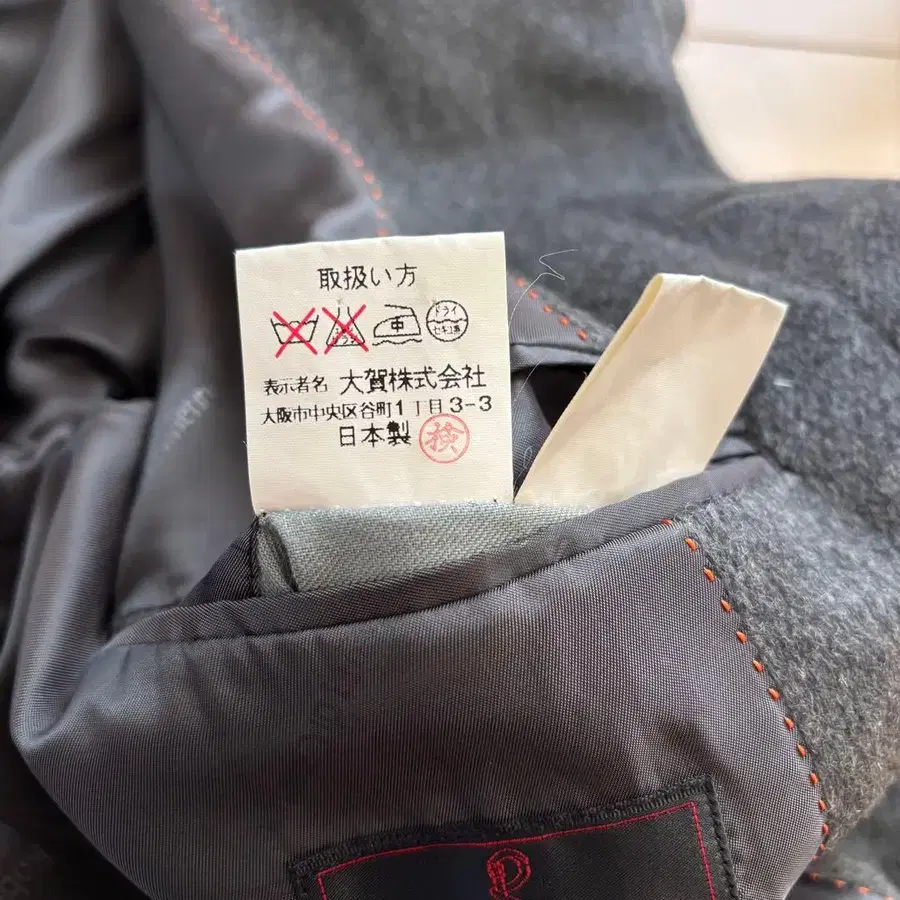 取扱い方
ドライ
セキユ系
中
表示者名 大賀株式会社
大阪市中央区谷町1丁目3-3
日本製 検
R